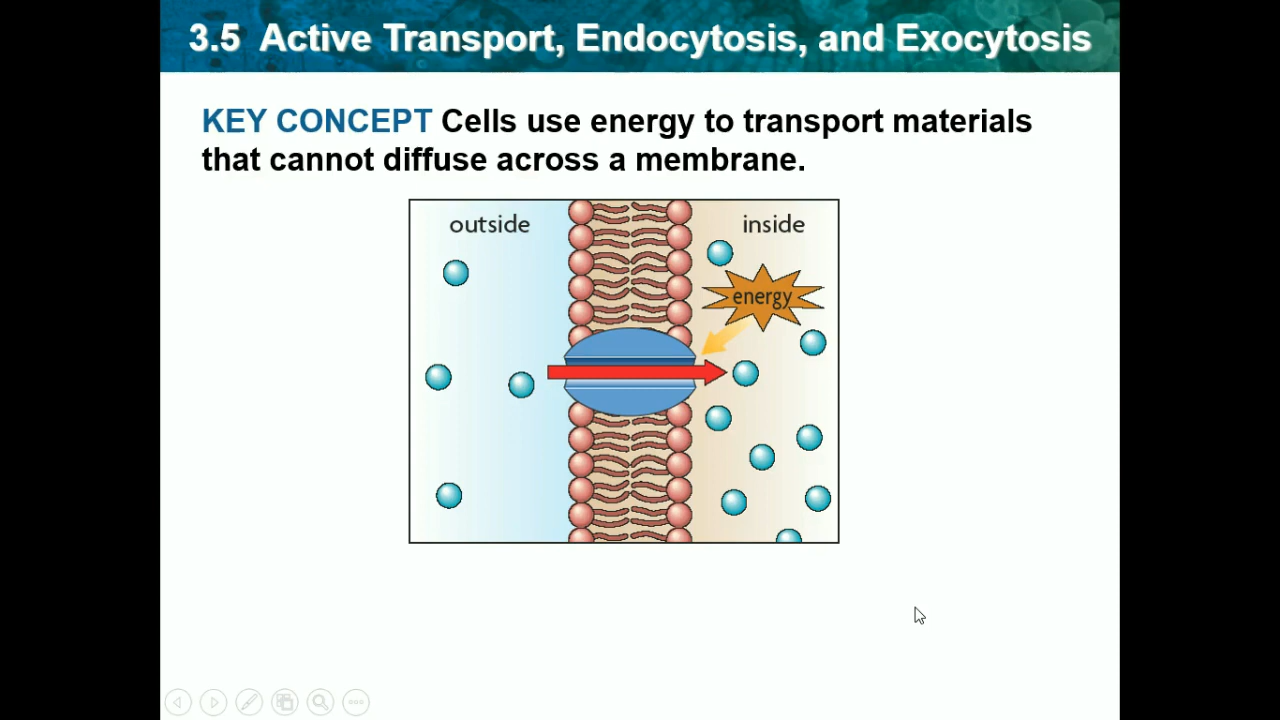 3.5 Active Transport, Endocytosis, and Exocytosis
KEY CONCEPT Cells use energy to transport materials
that cannot diffuse across a membrane.
outside
inside
energy